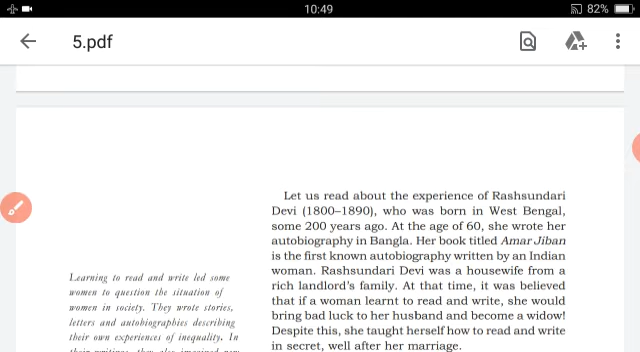 10:49
82%
5.pdf
Let us read about the experience of Rashsundari
Devi (1800–1890), who was born in West Bengal,
some 200 years ago. At the age of 60, she wrote her
autobiography in Bangla. Her book titled Amar Jiban
is the first known autobiography written by an Indian
woman. Rashsundari Devi was a housewife from a
rich landlord's family. At that time, it was believed
that if a woman learnt to read and write, she would
bring bad luck to her husband and become a widow!
Despite this, she taught herself how to read and write
in secret, well after her marriage.
Learning to read and write led some
women to question the situation of
women in society. They wrote stories,
letters and autobiographies describing
their own experiences of inequality. In
their writings, they also imagined new